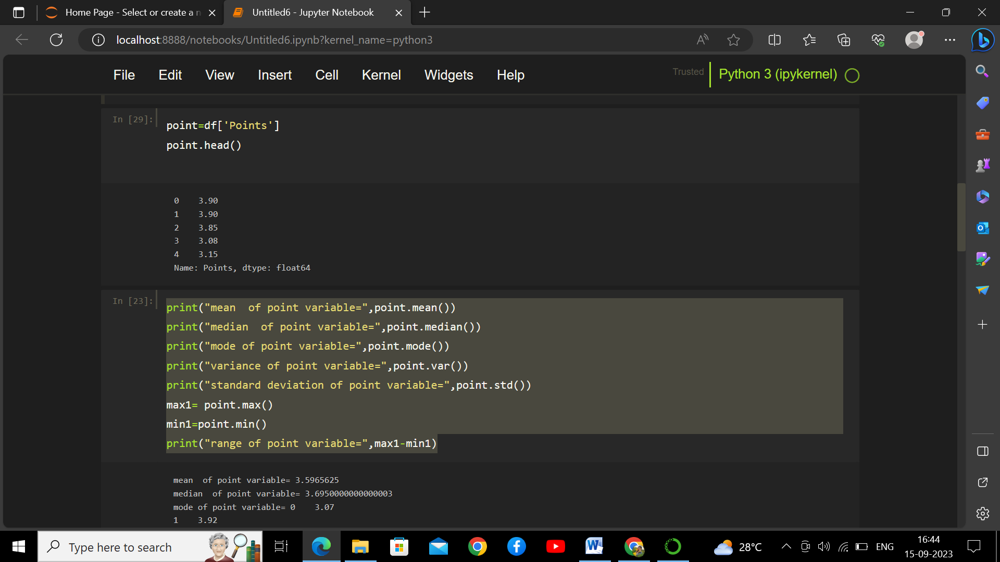 Home Page - Select or create a n
Untitled6 - Jupyter Notebook
localhost:8888/notebooks/Untitled6.ipynb?kernel_name=python3
File Edit View Insert Cell Kernel Widgets Help
Trusted
Python 3 (ipykernel)
In [29]:
point=df['Points']
point.head()
0 3.90
1 3.90
2 3.85
3 3.08
4 3.15
Name: Points, dtype: float64
In [23]:
print("mean  of point variable=",point.mean())
print("median  of point variable=",point.median())
print("mode of point variable=",point.mode())
print("variance of point variable=",point.var())
print("standard deviation of point variable=",point.std())
max1= point.max()
min1=point.min()
print("range of point variable=",max1-min1)
mean  of point variable= 3.5965625
median  of point variable= 3.6950000000000003
mode of point variable= 0    3.07
1    3.92
Type here to search
28°C
ENG
16:44
15-09-2023